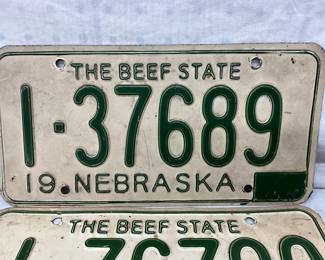 THE BEEF STATE
1·37689
19 NEBRASKA
THE BEEF STATE